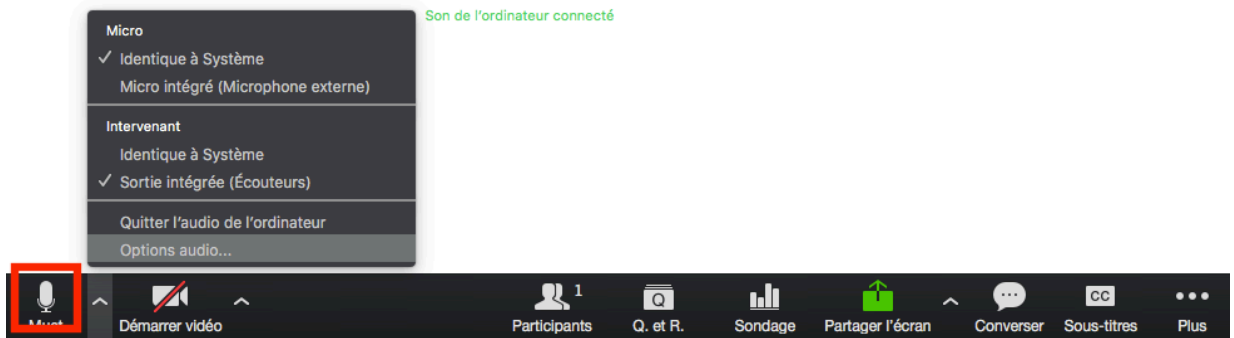 Son de l'ordinateur connecté
Micro
Identique à Système
Micro intégré (Microphone externe)
Intervenant
Identique à Système
Sortie intégrée (Écouteurs)
Quitter l'audio de l'ordinateur
Options audio...
Démarrer vidéo
1
Participants
Q
Q. et R.
Sondage
Partager l'écran
Converser
CC
Sous-titres
Plus